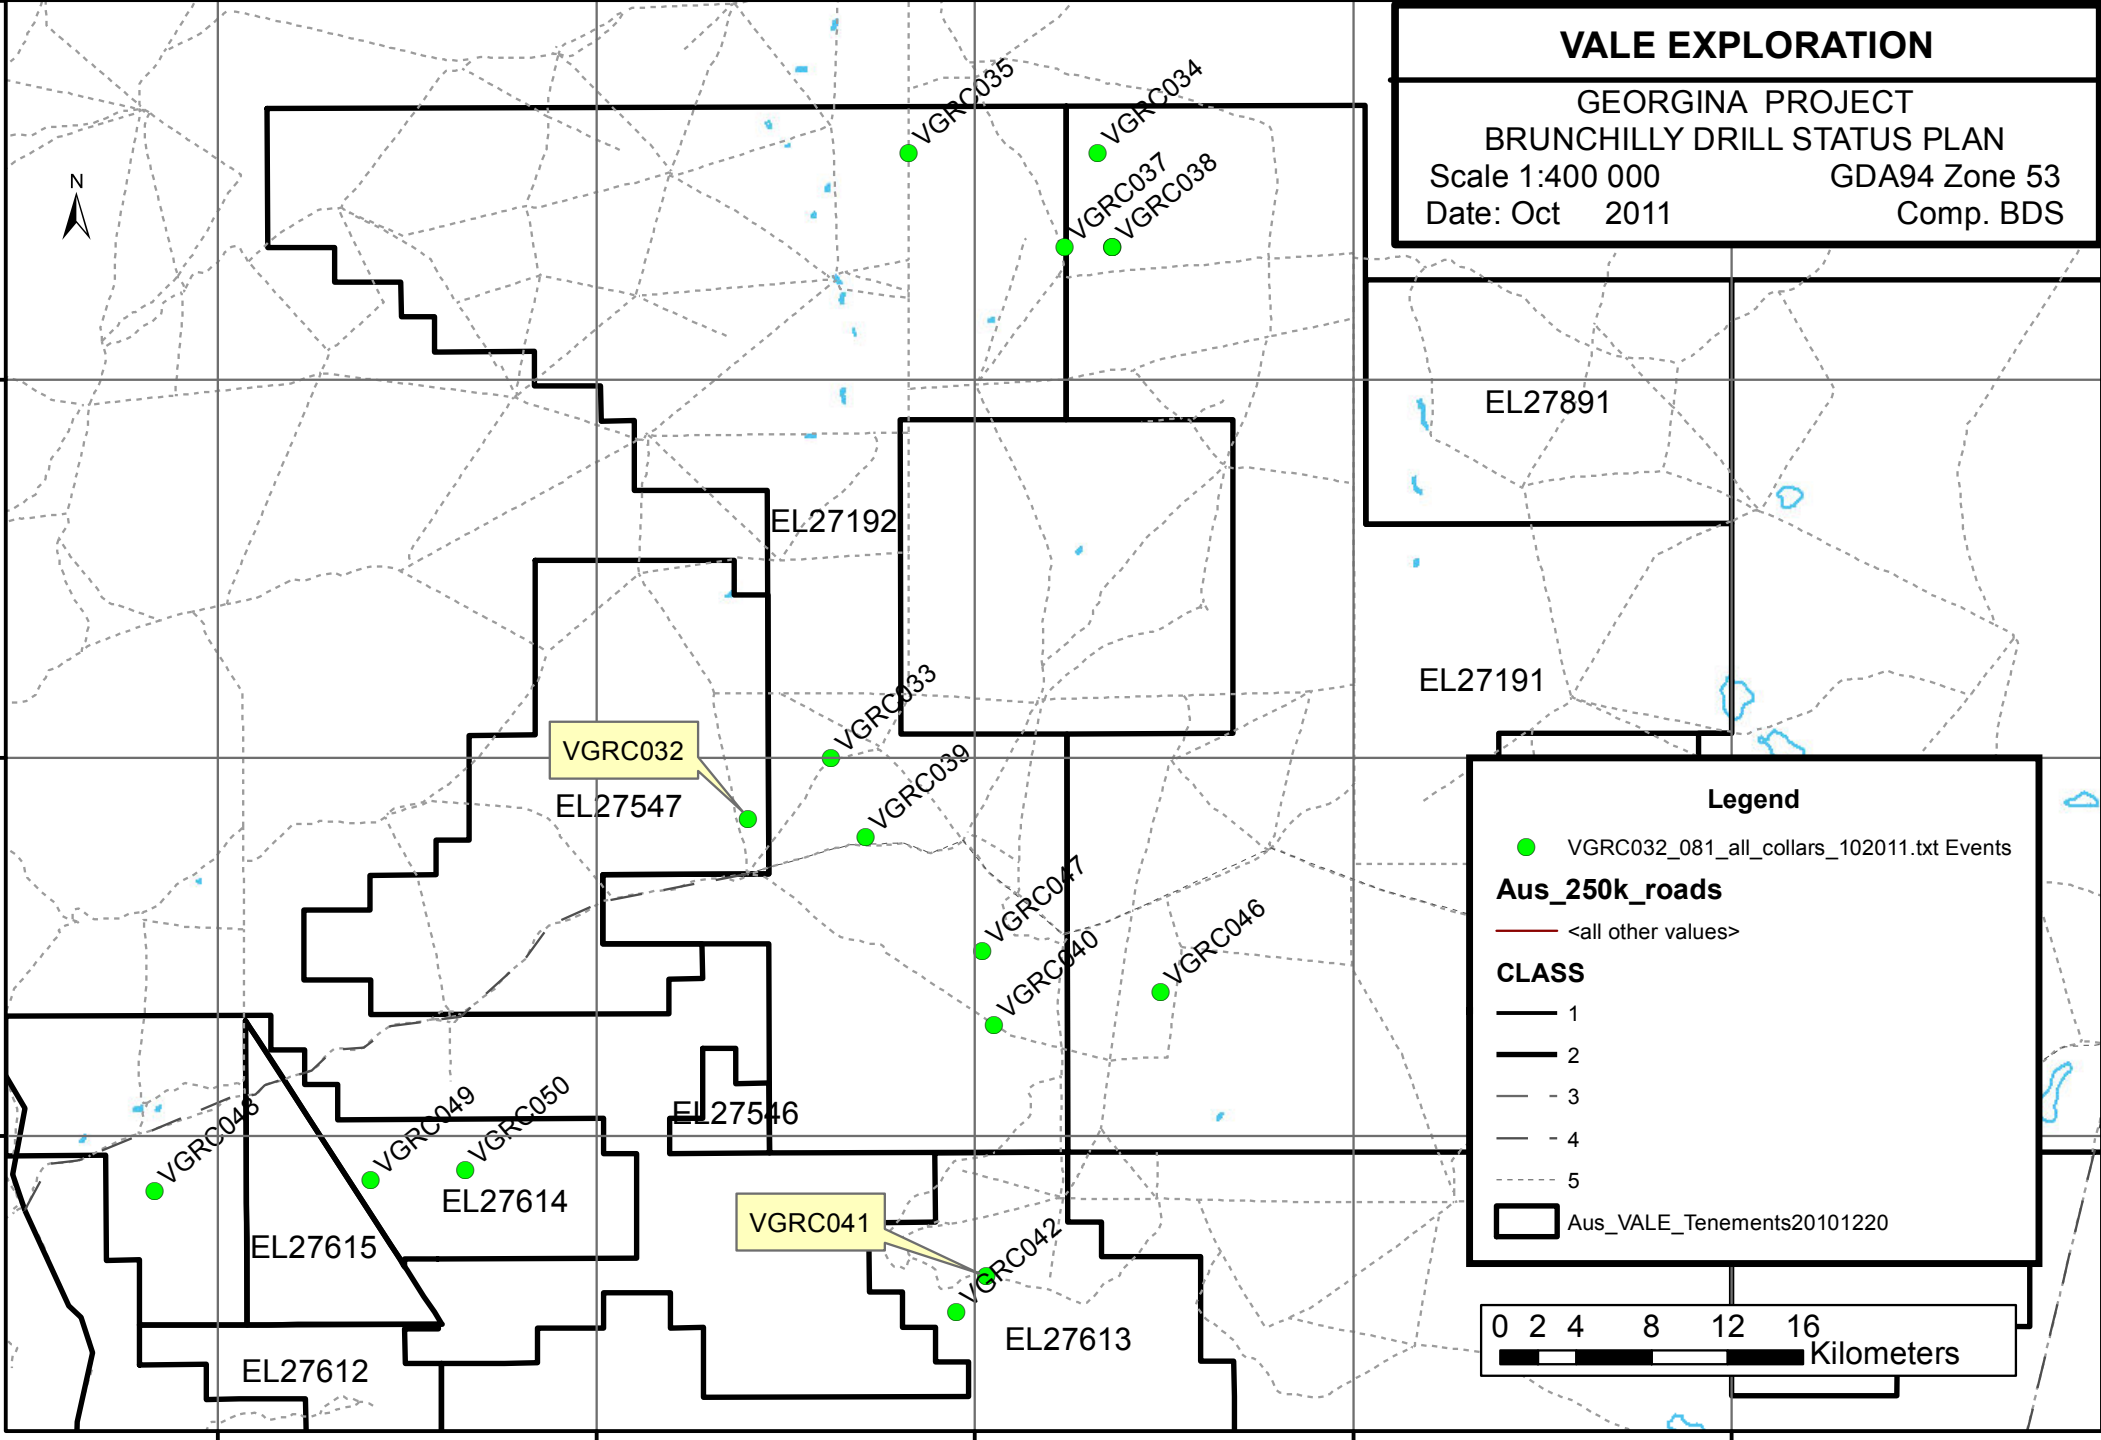 VALE EXPLORATION
GEORGINA PROJECT
BRUNCHILLY DRILL STATUS PLAN
Scale 1:400 000 GDA94 Zone 53
Date: Oct 2011 Comp. BDS
N
VGRC035
VGRC034
VGRC037
VGRC038
EL27891
EL27192
EL27191
VGRC033
VGRC032
VGRC039
EL27547
VGRC047
VGRC046
VGRC040
VGRC048
VGRC049
VGRC050
EL27546
EL27614
EL27615
VGRC041
VGRC042
EL27613
EL27612
Legend
VGRC032_081_all_collars_102011.txt Events
Aus_250k_roads
<all other values>
CLASS
1
2
3
4
5
Aus_VALE_Tenements20101220
0 2 4 8 12 16
Kilometers